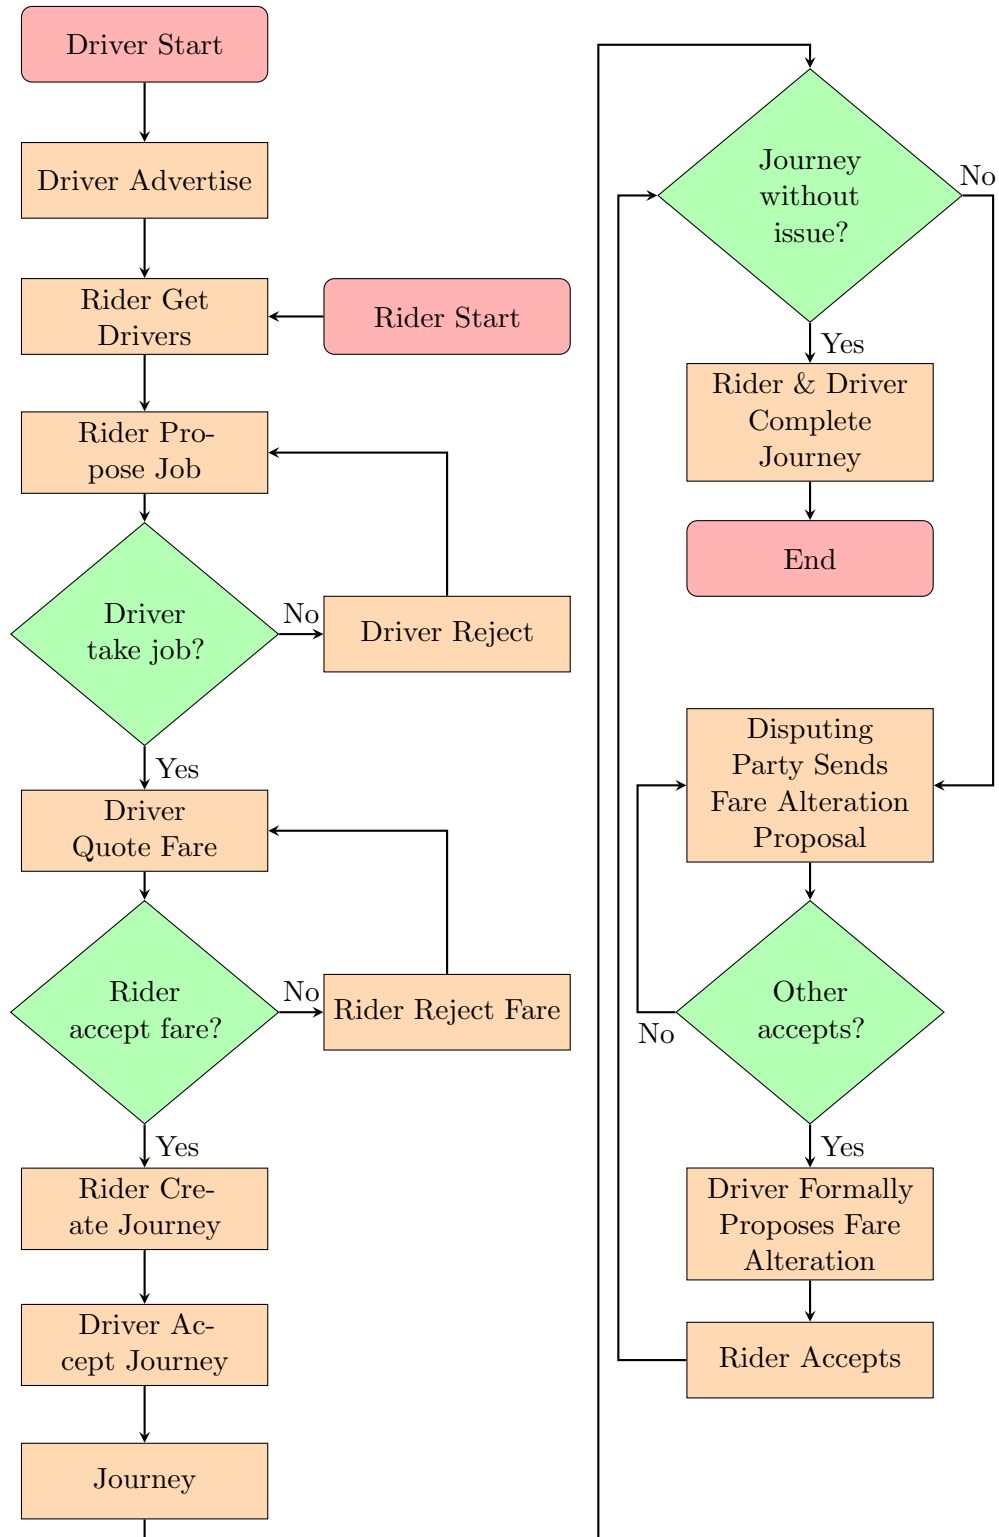 Driver Start
Driver Advertise
Rider Get
Drivers
Rider Start
Rider Pro-
pose Job
Driver
take job?
No
Driver Reject
Yes
Driver
Quote Fare
Rider
accept fare?
No
Rider Reject Fare
Yes
Rider Cre-
ate Journey
Driver Ac-
cept Journey
Journey
Journey
without
issue?
No
Yes
Rider & Driver
Complete
Journey
End
Disputing
Party Sends
Fare Alteration
Proposal
Other
accepts?
No
Yes
Driver Formally
Proposes Fare
Alteration
Rider Accepts